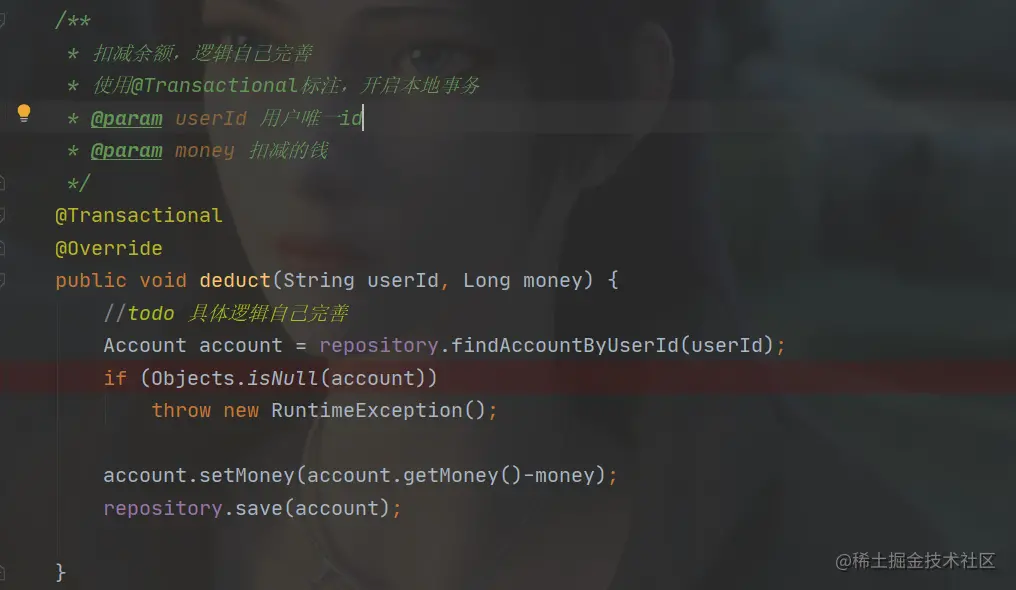 /**
 * 扣减余额，逻辑自己完善
 * 使用@Transactional标注，开启本地事务
 * @param userId 用户唯一id
 * @param money 扣减的钱
 */
@Transactional
@Override
public void deduct(String userId, Long money) {
    //todo 具体逻辑自己完善
    Account account = repository.findAccountByUserId(userId);
    if (Objects.isNull(account))
        throw new RuntimeException();
    account.setMoney(account.getMoney()-money);
    repository.save(account);
}
@稀土掘金技术社区